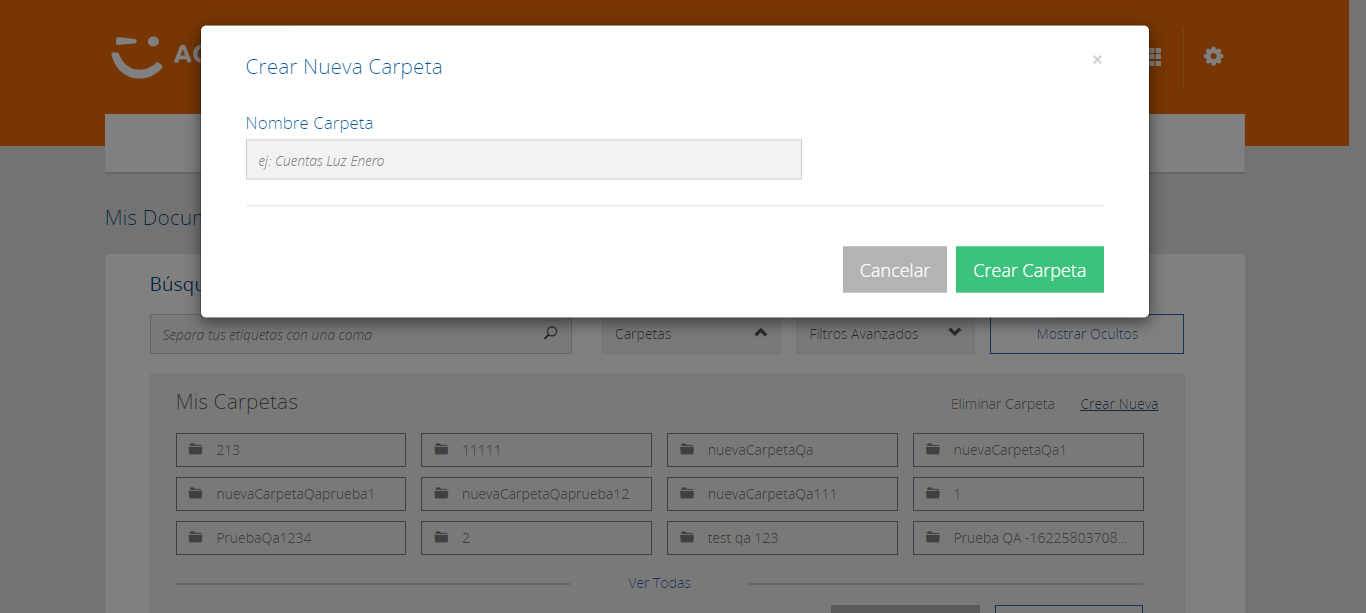 Crear Nueva Carpeta
×
Nombre Carpeta
ej: Cuentas Luz Enero
Cancelar
Crear Carpeta
Mis
Separa tus etiquetas con una coma
Carpetas
Filtros Avanzados
Mostrar Ocultos
Mis Carpetas
Eliminar Carpeta
Crear Nueva
213
11111
nuevaCarpetaQa
nuevaCarpetaQa1
nuevaCarpetaQaprueba1
nuevaCarpetaQaprueba12
nuevaCarpetaQa111
1
PruebaQa1234
2
test qa 123
Prueba QA -16225803708...
Ver Todas